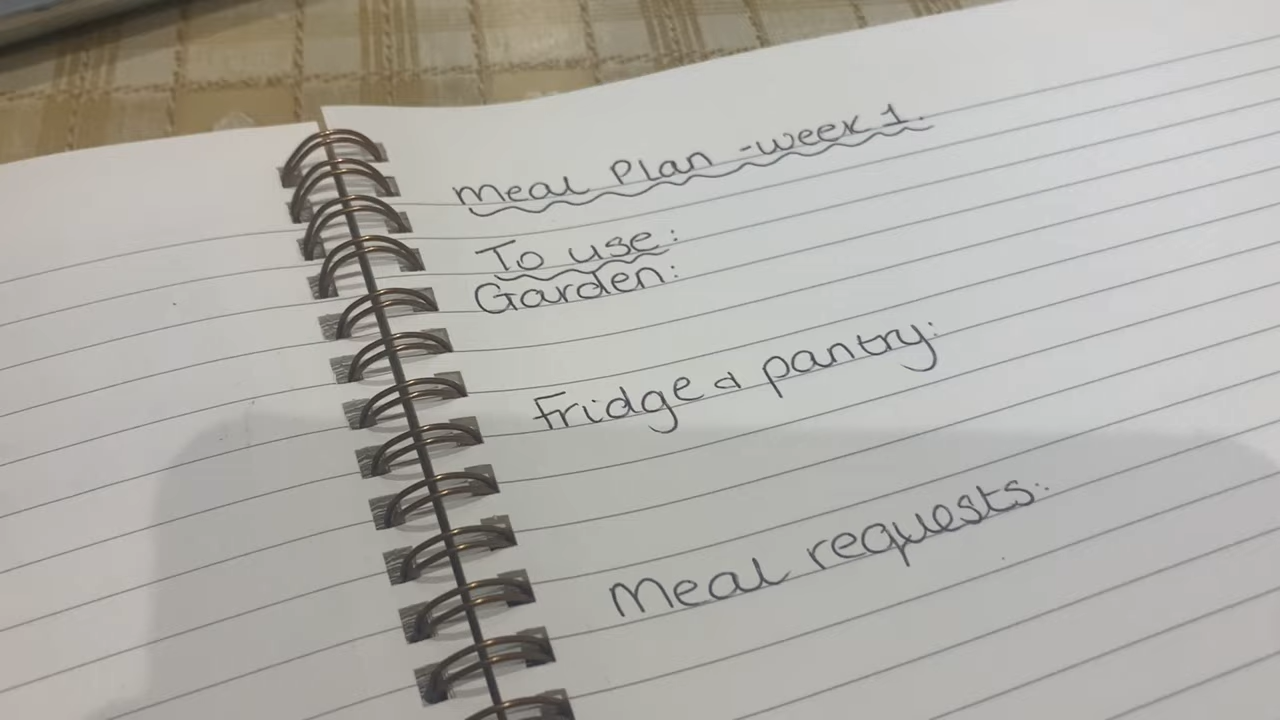 Meal Plan - week 1.
To use:
Garden:
Fridge & pantry:
Meal requests: